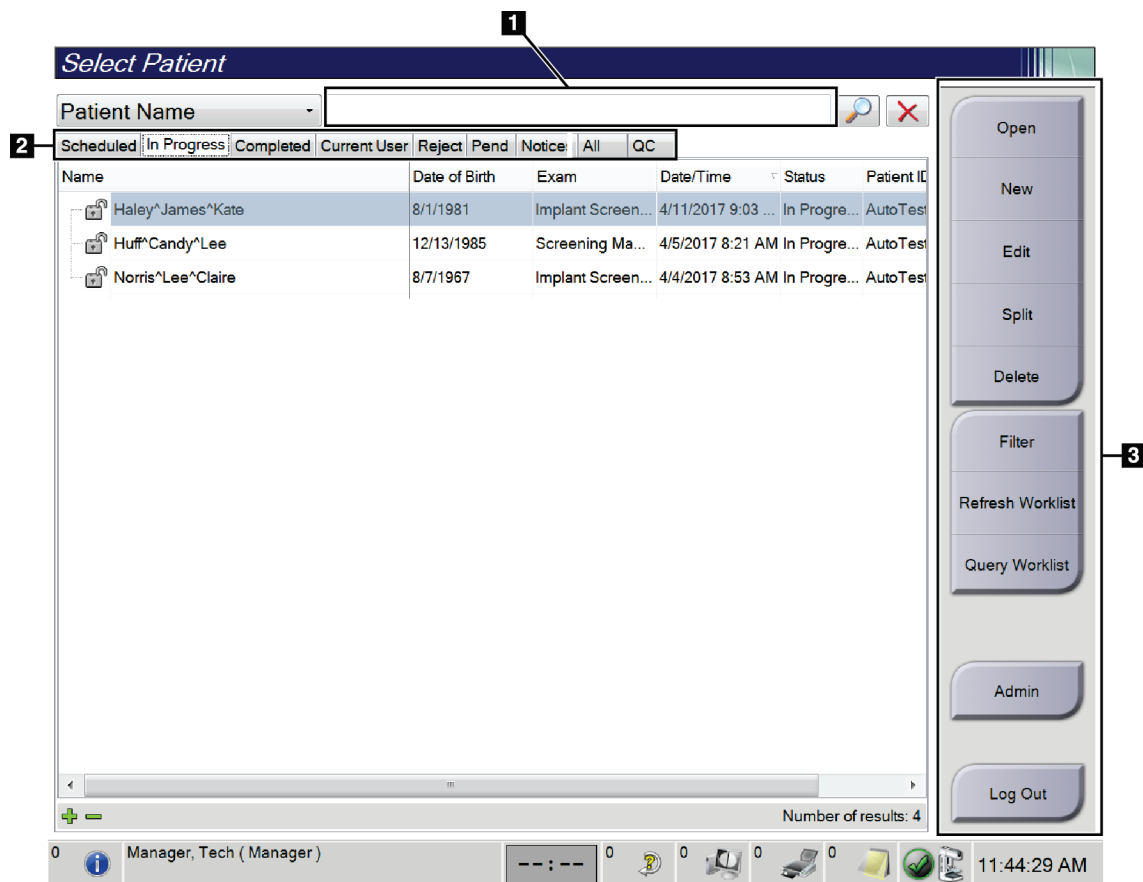 1
Select Patient
Patient Name
2
Scheduled In Progress Completed Current User Reject Pend Notice: All QC
Name Date of Birth Exam Date/Time Status Patient ID
Haley^James^Kate 8/1/1981 Implant Screen... 4/11/2017 9:03 ... In Progre... AutoTest
Huff^Candy^Lee 12/13/1985 Screening Ma... 4/5/2017 8:21 AM In Progre... AutoTest
Norris^Lee^Claire 8/7/1967 Implant Screen... 4/4/2017 8:53 AM In Progre... AutoTest
Number of results: 4
Open
New
Edit
Split
Delete
Filter
Refresh Worklist
Query Worklist
Admin
Log Out
3
0 Manager, Tech ( Manager ) --:-- 0 0 0 0 11:44:29 AM